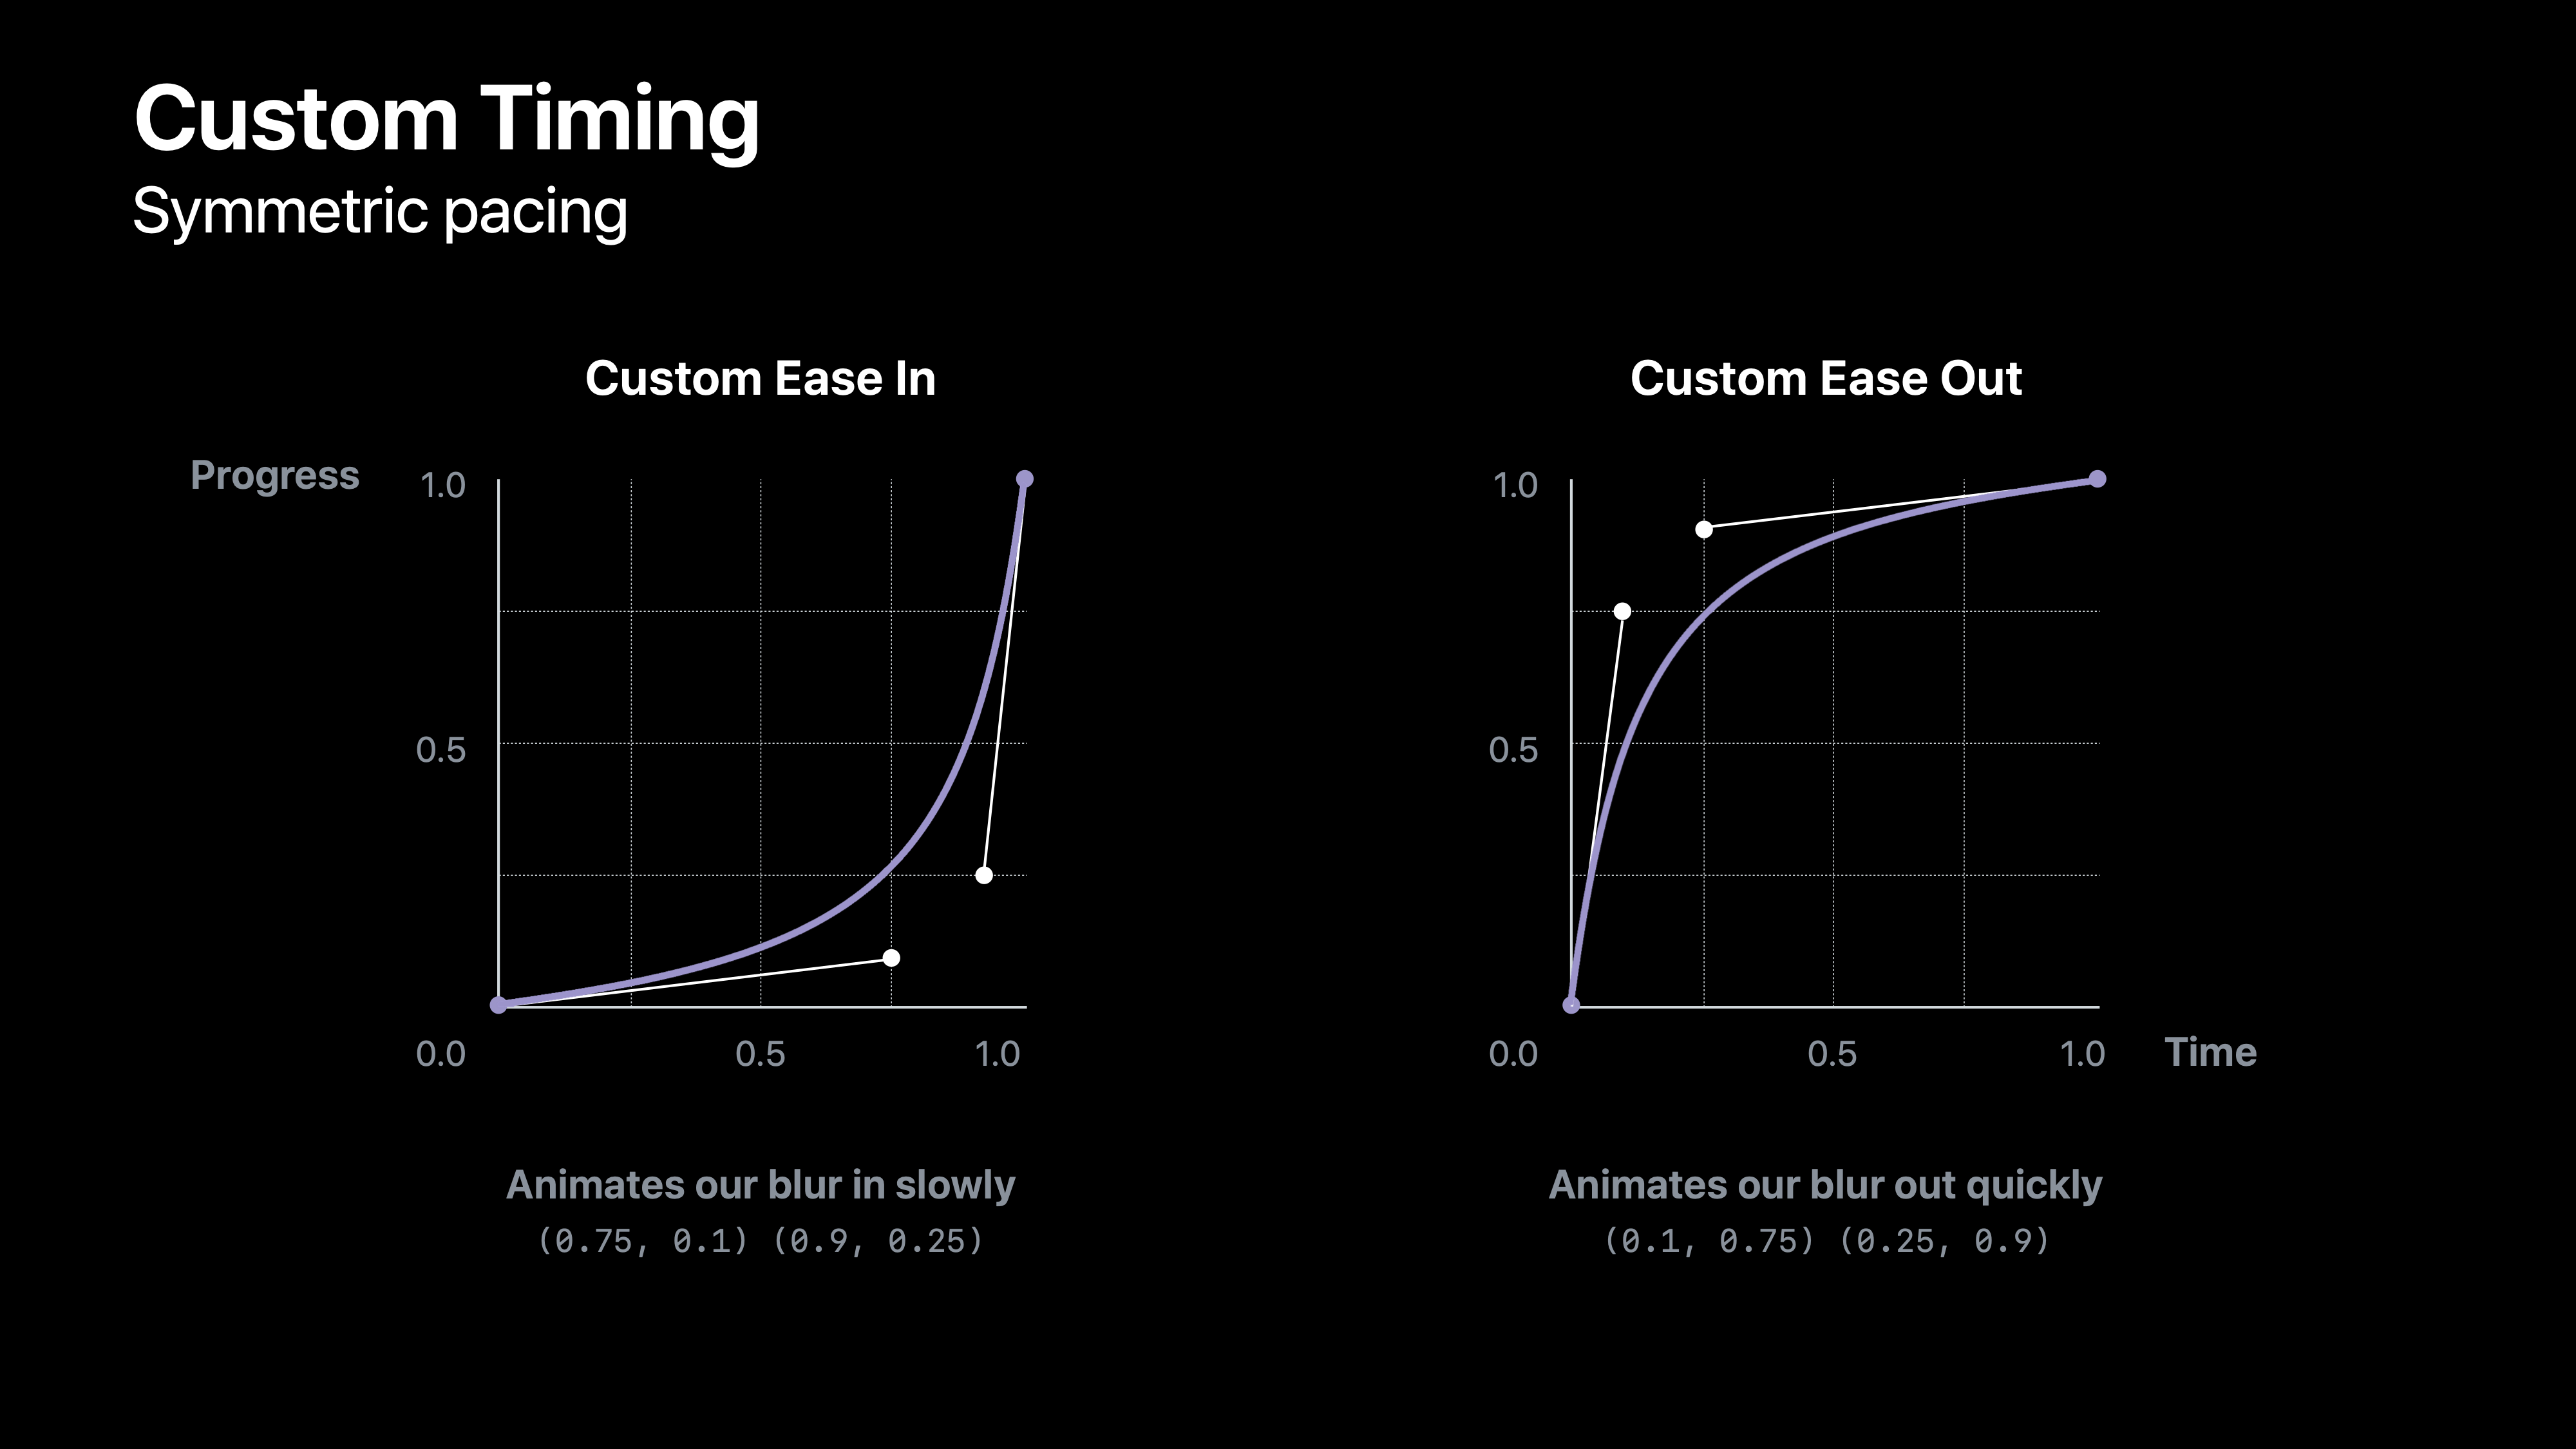 Custom Timing
Symmetric pacing
Custom Ease In
Progress
1.0
0.5
0.0
0.5
1.0
Animates our blur in slowly
(0.75, 0.1) (0.9, 0.25)
Custom Ease Out
1.0
0.5
0.0
0.5
1.0
Time
Animates our blur out quickly
(0.1, 0.75) (0.25, 0.9)